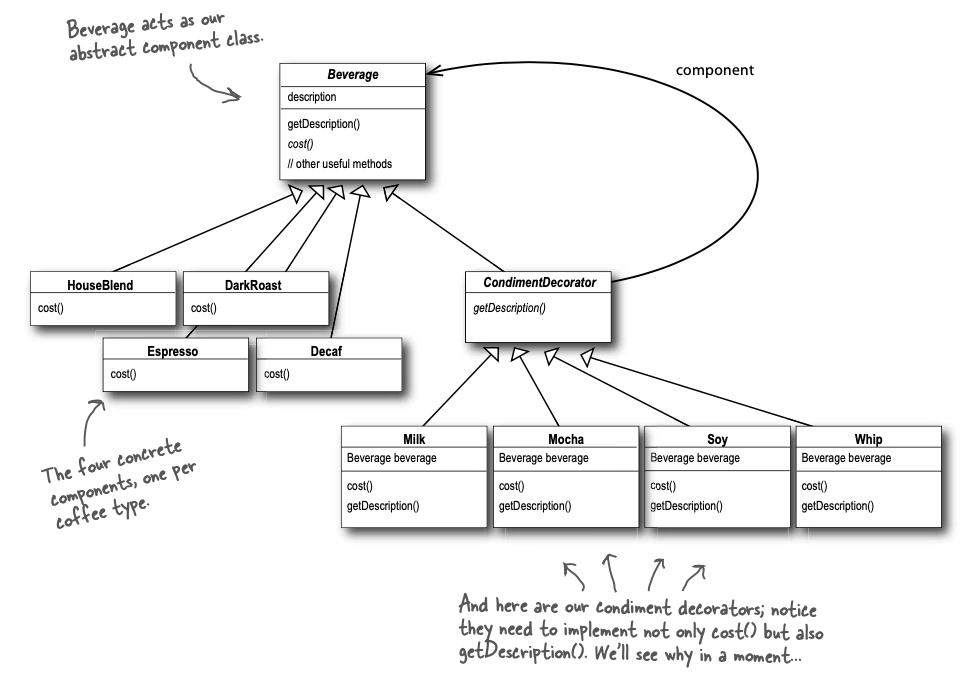 Beverage acts as our
abstract component class.
component
Beverage
description
getDescription()
cost()
// other useful methods
HouseBlend
cost()
DarkRoast
cost()
CondimentDecorator
getDescription()
Espresso
cost()
Decaf
cost()
The four concrete
components, one per
coffee type.
Milk
Beverage beverage
cost()
getDescription()
Mocha
Beverage beverage
cost()
getDescription()
Soy
Beverage beverage
cost()
getDescription()
Whip
Beverage beverage
cost()
getDescription()
And here are our condiment decorators; notice
they need to implement not only cost() but also
getDescription(). We'll see why in a moment...